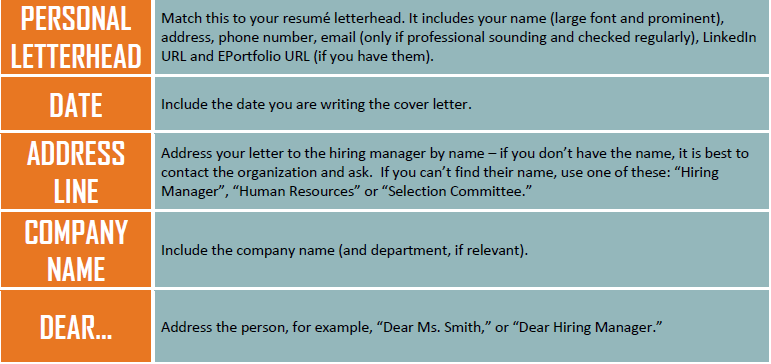 PERSONAL
LETTERHEAD
Match this to your resumé letterhead. It includes your name (large font and prominent),
address, phone number, email (only if professional sounding and checked regularly), LinkedIn
URL and EPortfolio URL (if you have them).
DATE
Include the date you are writing the cover letter.
ADDRESS
LINE
Address your letter to the hiring manager by name – if you don’t have the name, it is best to
contact the organization and ask.  If you can’t find their name, use one of these: “Hiring
Manager”, “Human Resources” or “Selection Committee.”
COMPANY
NAME
Include the company name (and department, if relevant).
DEAR...
Address the person, for example, “Dear Ms. Smith,” or “Dear Hiring Manager.”